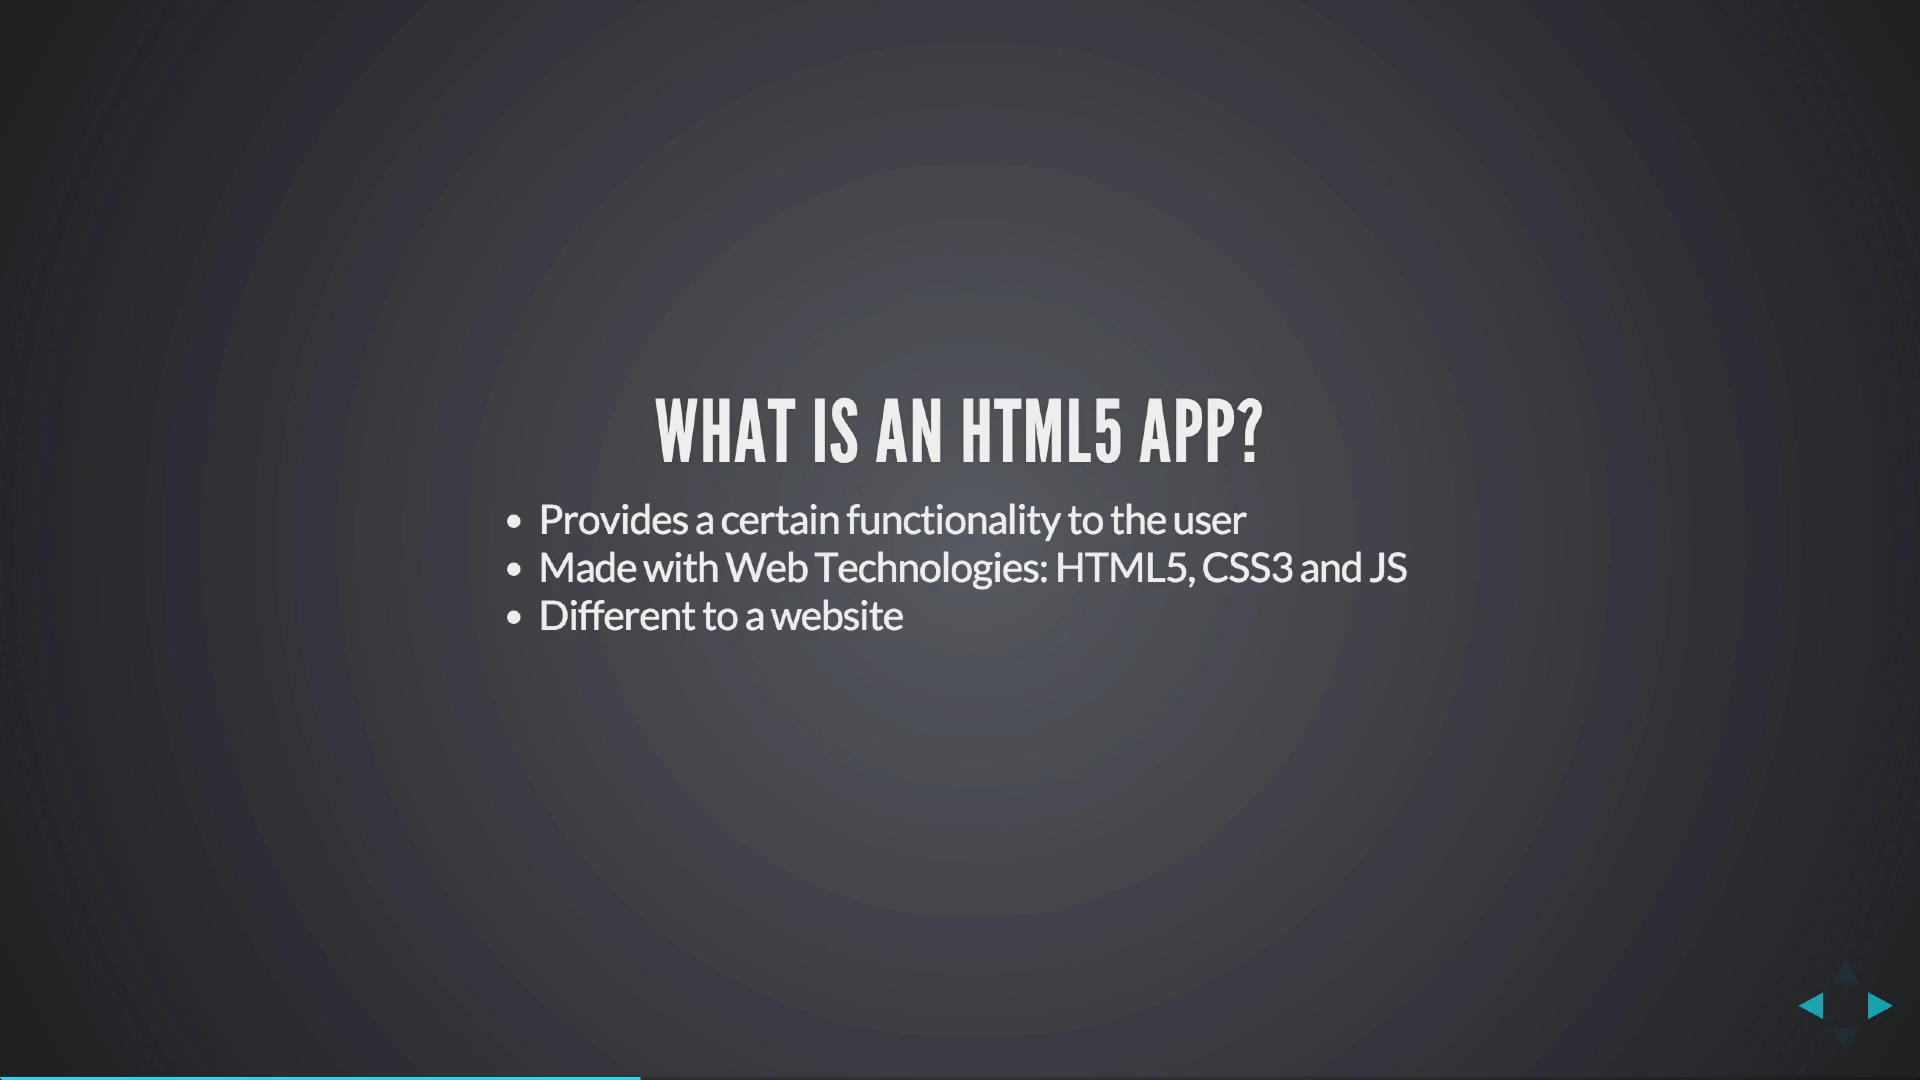 WHAT IS AN HTML5 APP?
Provides a certain functionality to the user
Made with Web Technologies: HTML5, CSS3 and JS
Different to a website